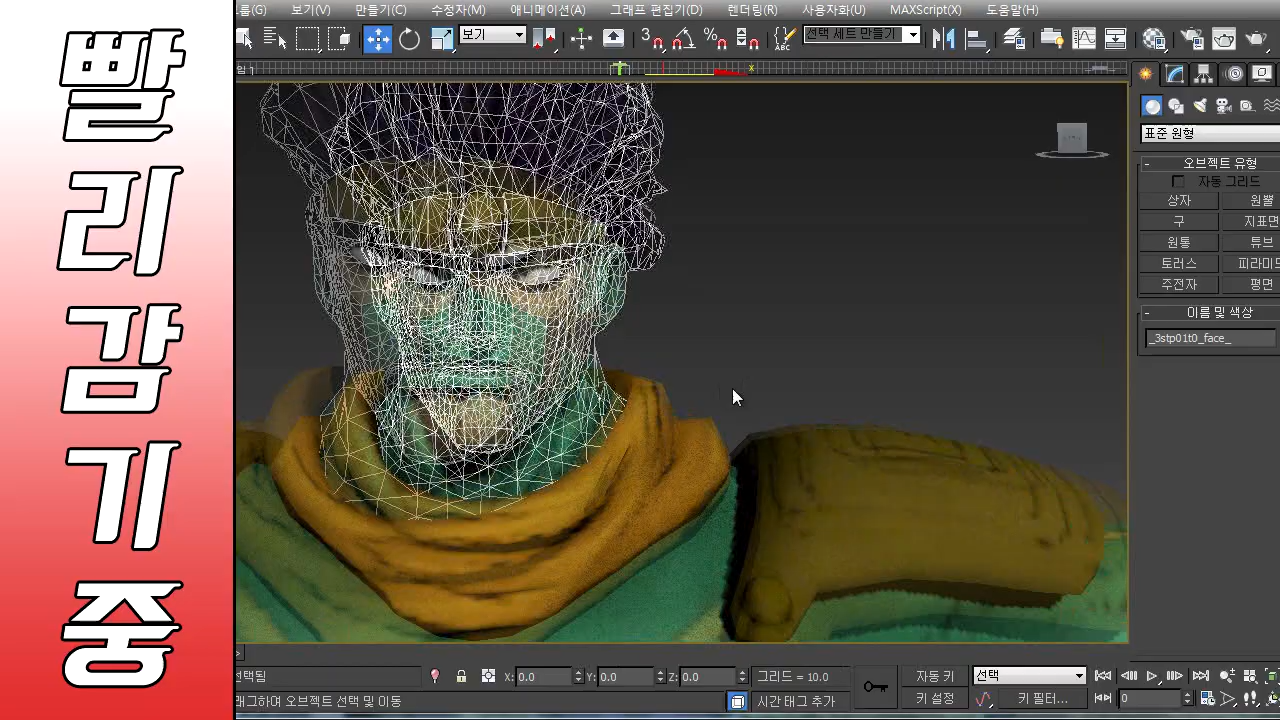 빨
리
감
기
중
룹(G) 보기(V) 만들기(C) 수정자(M) 애니메이션(A) 그래프 편집기(D) 렌더링(R) 사용자화(U) MAXScript(X) 도움말(H)
보기 3 % ABC 선택 세트 만들기
임 1
표준 원형
- 오브젝트 유형
자동 그리드
상자 원뿔
구 지표면
원통 튜브
토러스 피라미드
주전자 평면
- 이름 및 색상
_3stp01t0_face_
>
선택됨 X: 0.0 Y: 0.0 Z: 0.0 그리드 = 10.0 자동 키 선택
래그하여 오브젝트 선택 및 이동 시간 태그 추가 키 설정 키 필터... 0